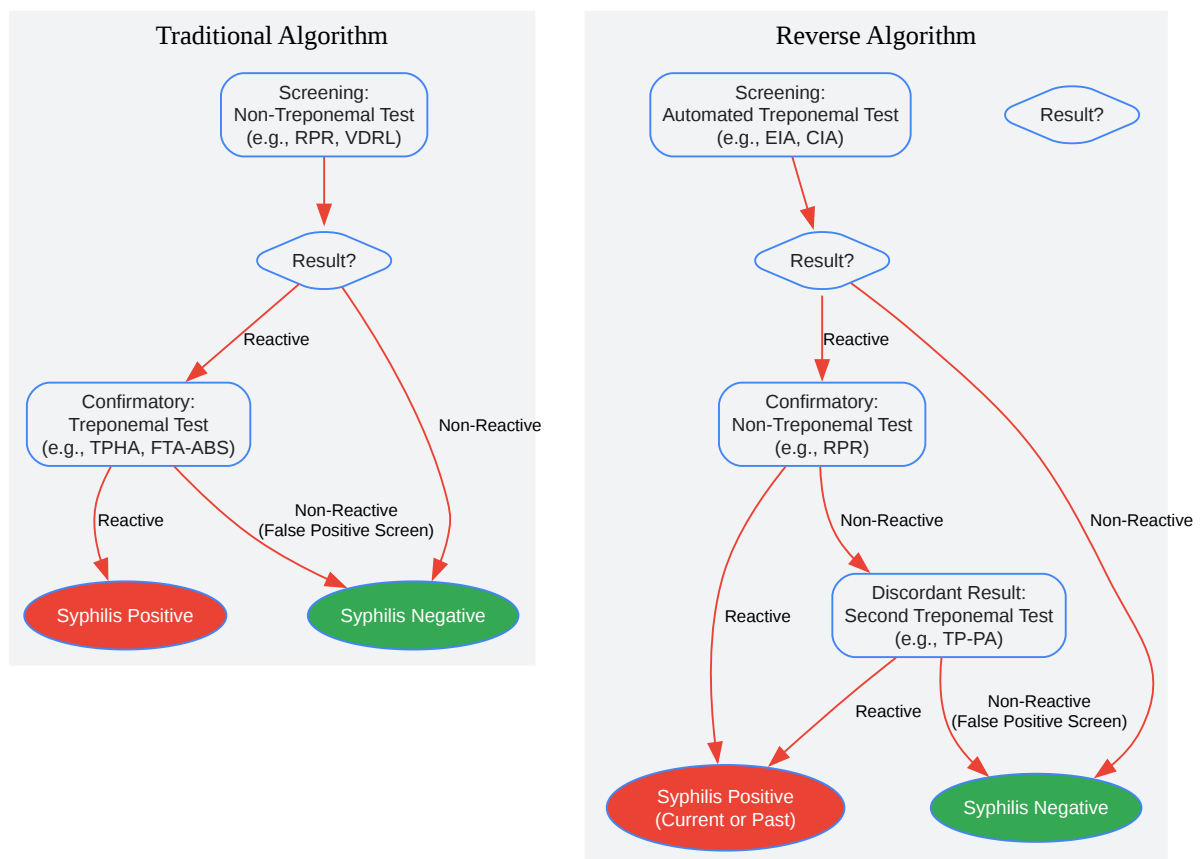 Traditional Algorithm
Screening:
Non-Treponemal Test
(e.g., RPR, VDRL)
Result?
Reactive
Non-Reactive
Confirmatory:
Treponemal Test
(e.g., TPHA, FTA-ABS)
Reactive
Non-Reactive
(False Positive Screen)
Syphilis Positive
Syphilis Negative
Reverse Algorithm
Screening:
Automated Treponemal Test
(e.g., EIA, CIA)
Result?
Result?
Reactive
Confirmatory:
Non-Treponemal Test
(e.g., RPR)
Non-Reactive
Non-Reactive
Discordant Result:
Second Treponemal Test
(e.g., TP-PA)
Reactive
Reactive
Non-Reactive
(False Positive Screen)
Syphilis Positive
(Current or Past)
Syphilis Negative